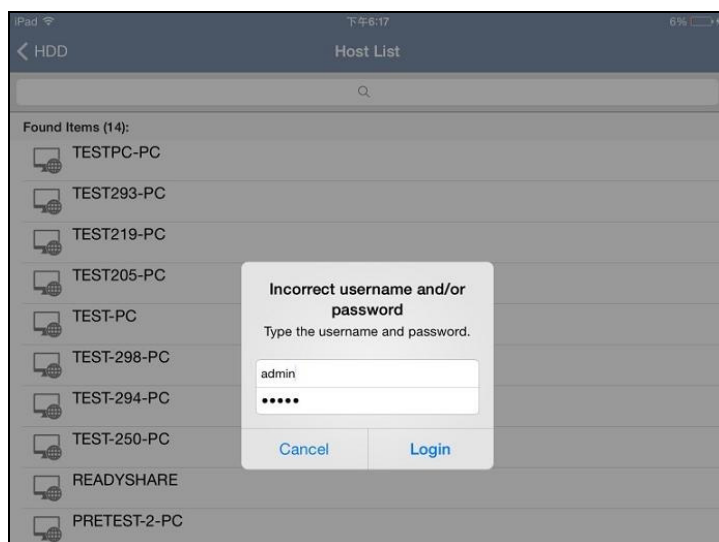 iPad 下午6:17 6%
HDD Host List
Found Items (14):
TESTPC-PC
TEST293-PC
TEST219-PC
TEST205-PC
TEST-PC
TEST-298-PC
TEST-294-PC
TEST-250-PC
READYSHARE
PRETEST-2-PC
Incorrect username and/or
password
Type the username and password.
admin
•••••
Cancel Login